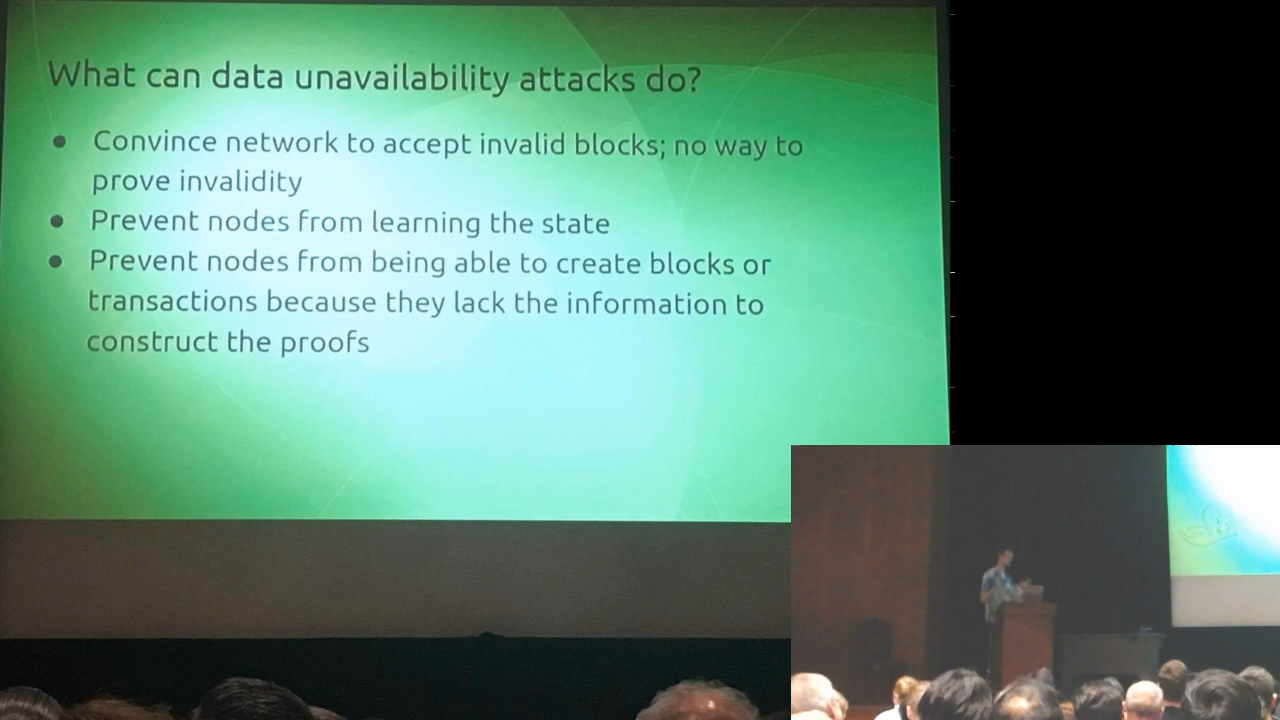 What can data unavailability attacks do?
● Convince network to accept invalid blocks; no way to
prove invalidity
● Prevent nodes from learning the state
● Prevent nodes from being able to create blocks or
transactions because they lack the information to
construct the proofs